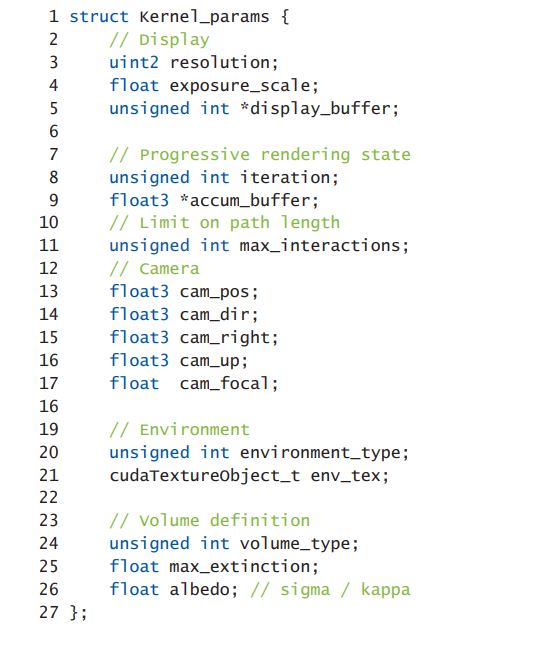 1 struct Kernel_params {
2 // Display
3 uint2 resolution;
4 float exposure_scale;
5 unsigned int *display_buffer;
6
7 // Progressive rendering state
8 unsigned int iteration;
9 float3 *accum_buffer;
10 // Limit on path length
11 unsigned int max_interactions;
12 // Camera
13 float3 cam_pos;
14 float3 cam_dir;
15 float3 cam_right;
16 float3 cam_up;
17 float  cam_focal;
16
19 // Environment
20 unsigned int environment_type;
21 cudaTextureObject_t env_tex;
22
23 // Volume definition
24 unsigned int volume_type;
25 float max_extinction;
26 float albedo; // sigma / kappa
27 };